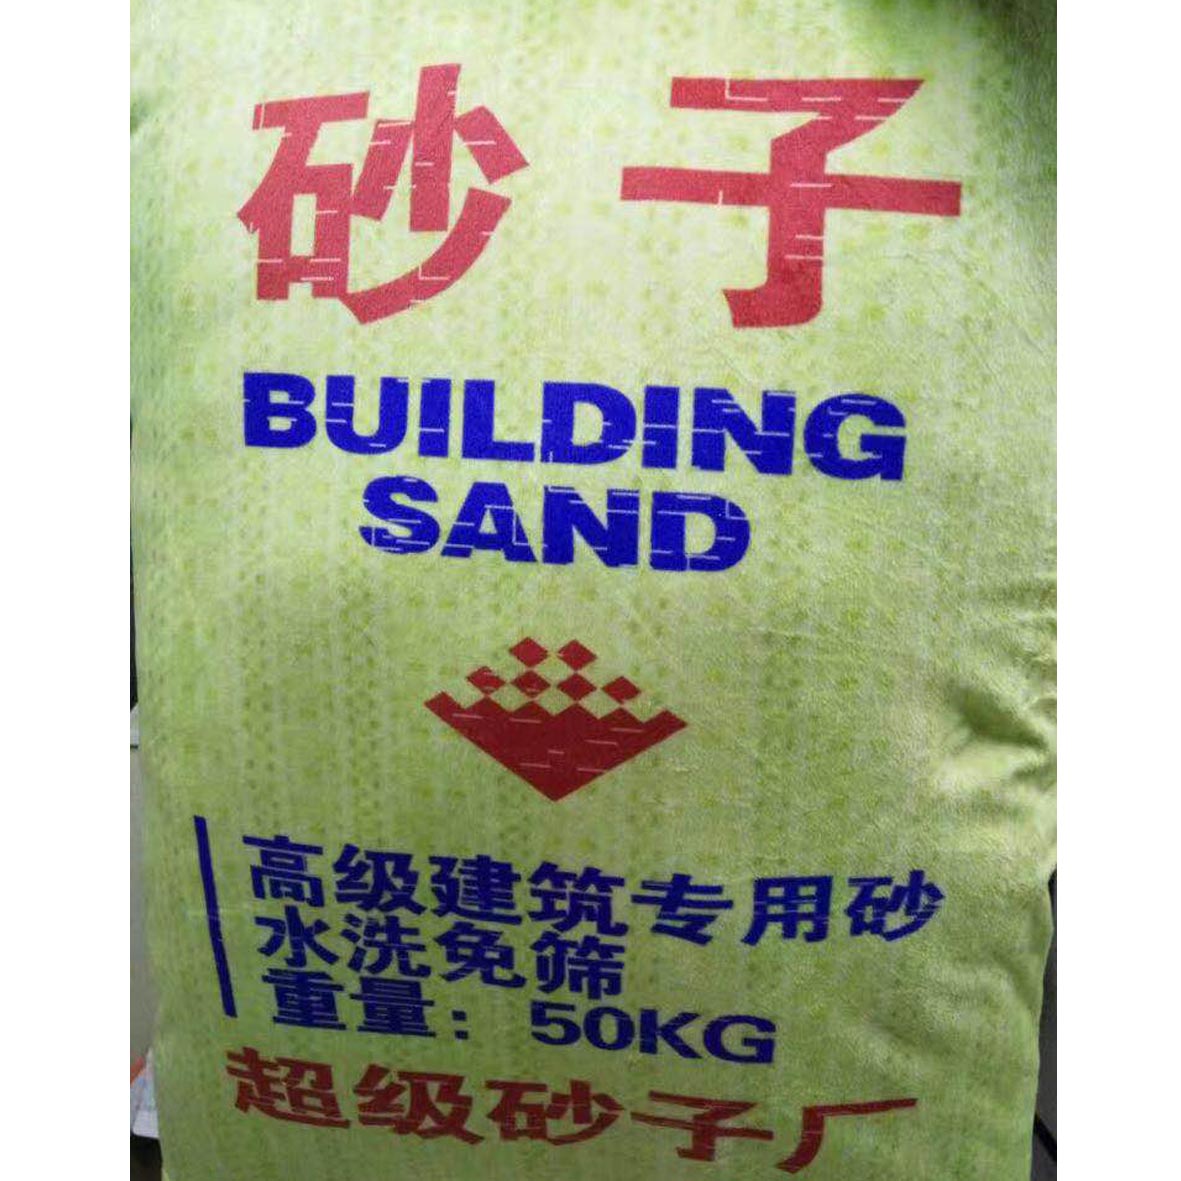 砂子
BUILDING
SAND
高级建筑专用砂
水洗免筛
重量：50KG
超级砂子厂